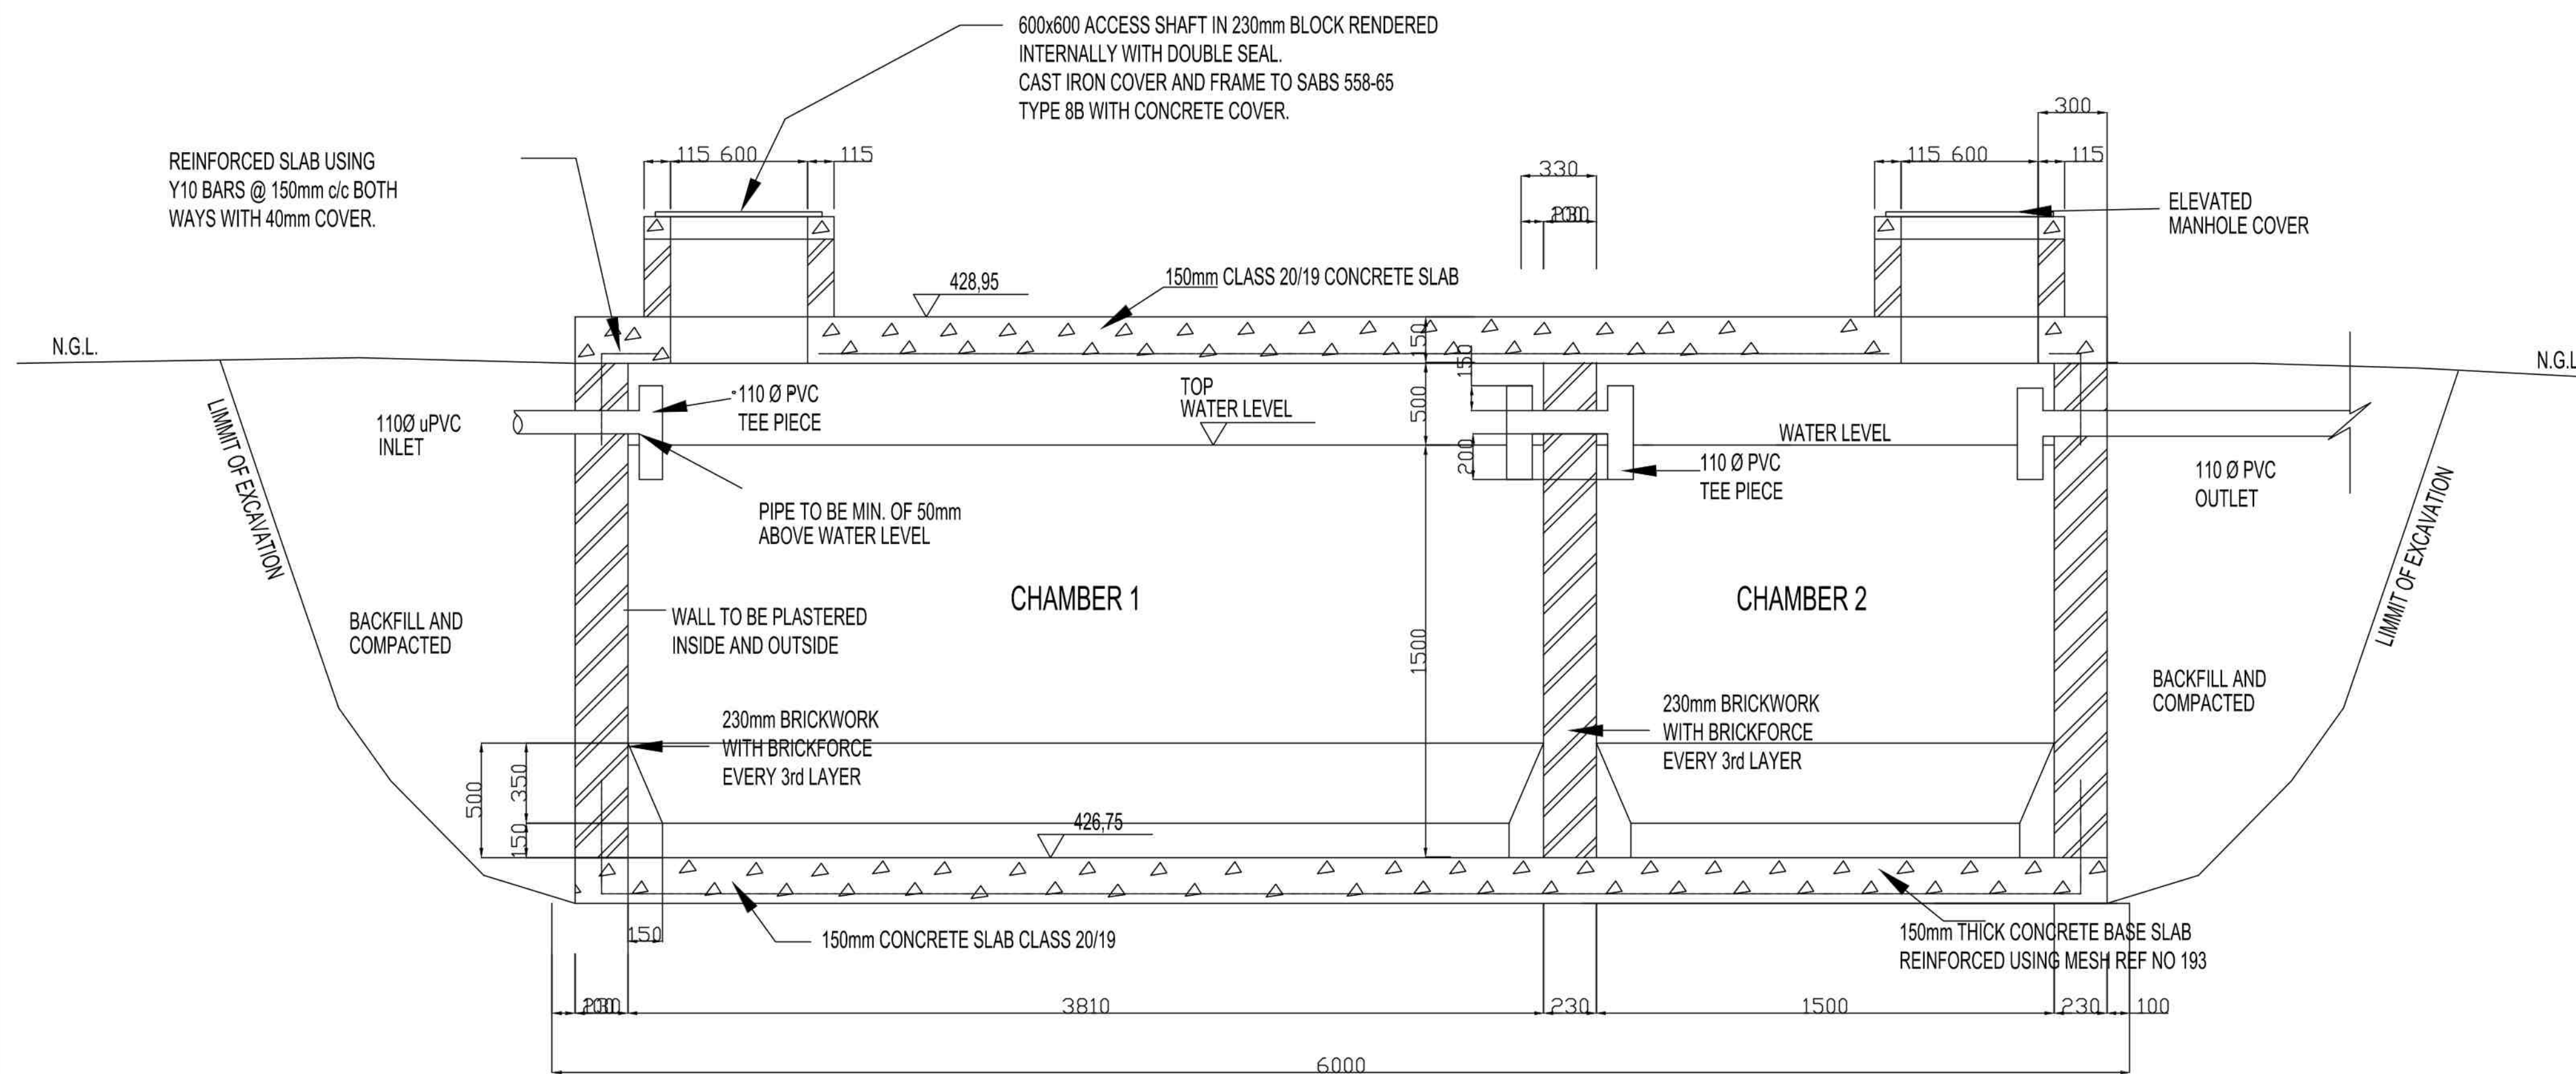 600x600 ACCESS SHAFT IN 230mm BLOCK RENDERED
INTERNALLY WITH DOUBLE SEAL.
CAST IRON COVER AND FRAME TO SABS 558-65
TYPE 8B WITH CONCRETE COVER.
REINFORCED SLAB USING
Y10 BARS @ 150mm c/c BOTH
WAYS WITH 40mm COVER.
115 600 115
330
300
115 600 115
ELEVATED
MANHOLE COVER
428,95
150mm CLASS 20/19 CONCRETE SLAB
N.G.L.
N.G.L
150
150
500
200
1500
LIMMIT OF EXCAVATION
110Ø uPVC
INLET
110 Ø PVC
TEE PIECE
TOP
WATER LEVEL
WATER LEVEL
110 Ø PVC
TEE PIECE
110 Ø PVC
OUTLET
LIMMIT OF EXCAVATION
PIPE TO BE MIN. OF 50mm
ABOVE WATER LEVEL
CHAMBER 1
CHAMBER 2
BACKFILL AND
COMPACTED
WALL TO BE PLASTERED
INSIDE AND OUTSIDE
BACKFILL AND
COMPACTED
230mm BRICKWORK
WITH BRICKFORCE
EVERY 3rd LAYER
230mm BRICKWORK
WITH BRICKFORCE
EVERY 3rd LAYER
500
350
150
426,75
150
150mm CONCRETE SLAB CLASS 20/19
150mm THICK CONCRETE BASE SLAB
REINFORCED USING MESH REF NO 193
3810 230 1500 230 100
6000